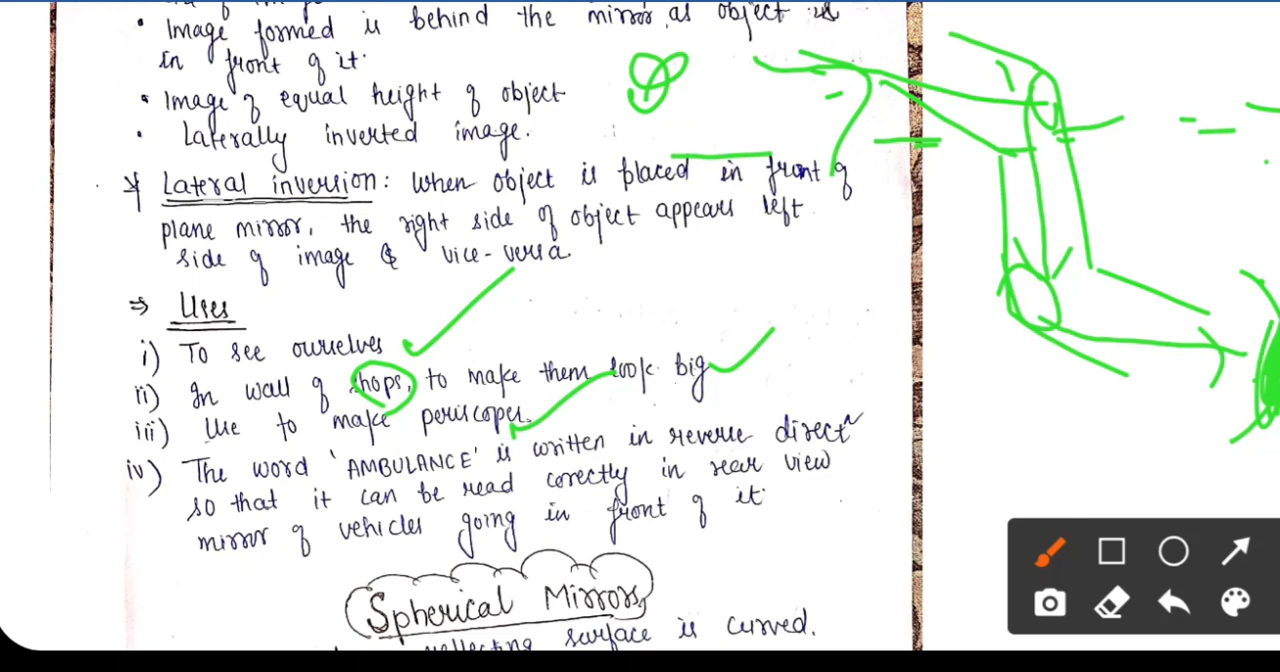 • Image formed is behind the mirror as object is
in front of it.
• Image of equal height of object
• Laterally inverted image.
Lateral inversion: When object is placed in front of
plane mirror, the right side of object appears left
side of image & vice-versa.
⇒ Uses
i) To see ourselves
ii) In wall of shops, to make them look big
iii) Use to make periscopes.
iv) The word 'AMBULANCE' is written in reverse directn
so that it can be read correctly in rear view
mirror of vehicles going in front of it.
Spherical Mirrors
reflecting surface is curved.